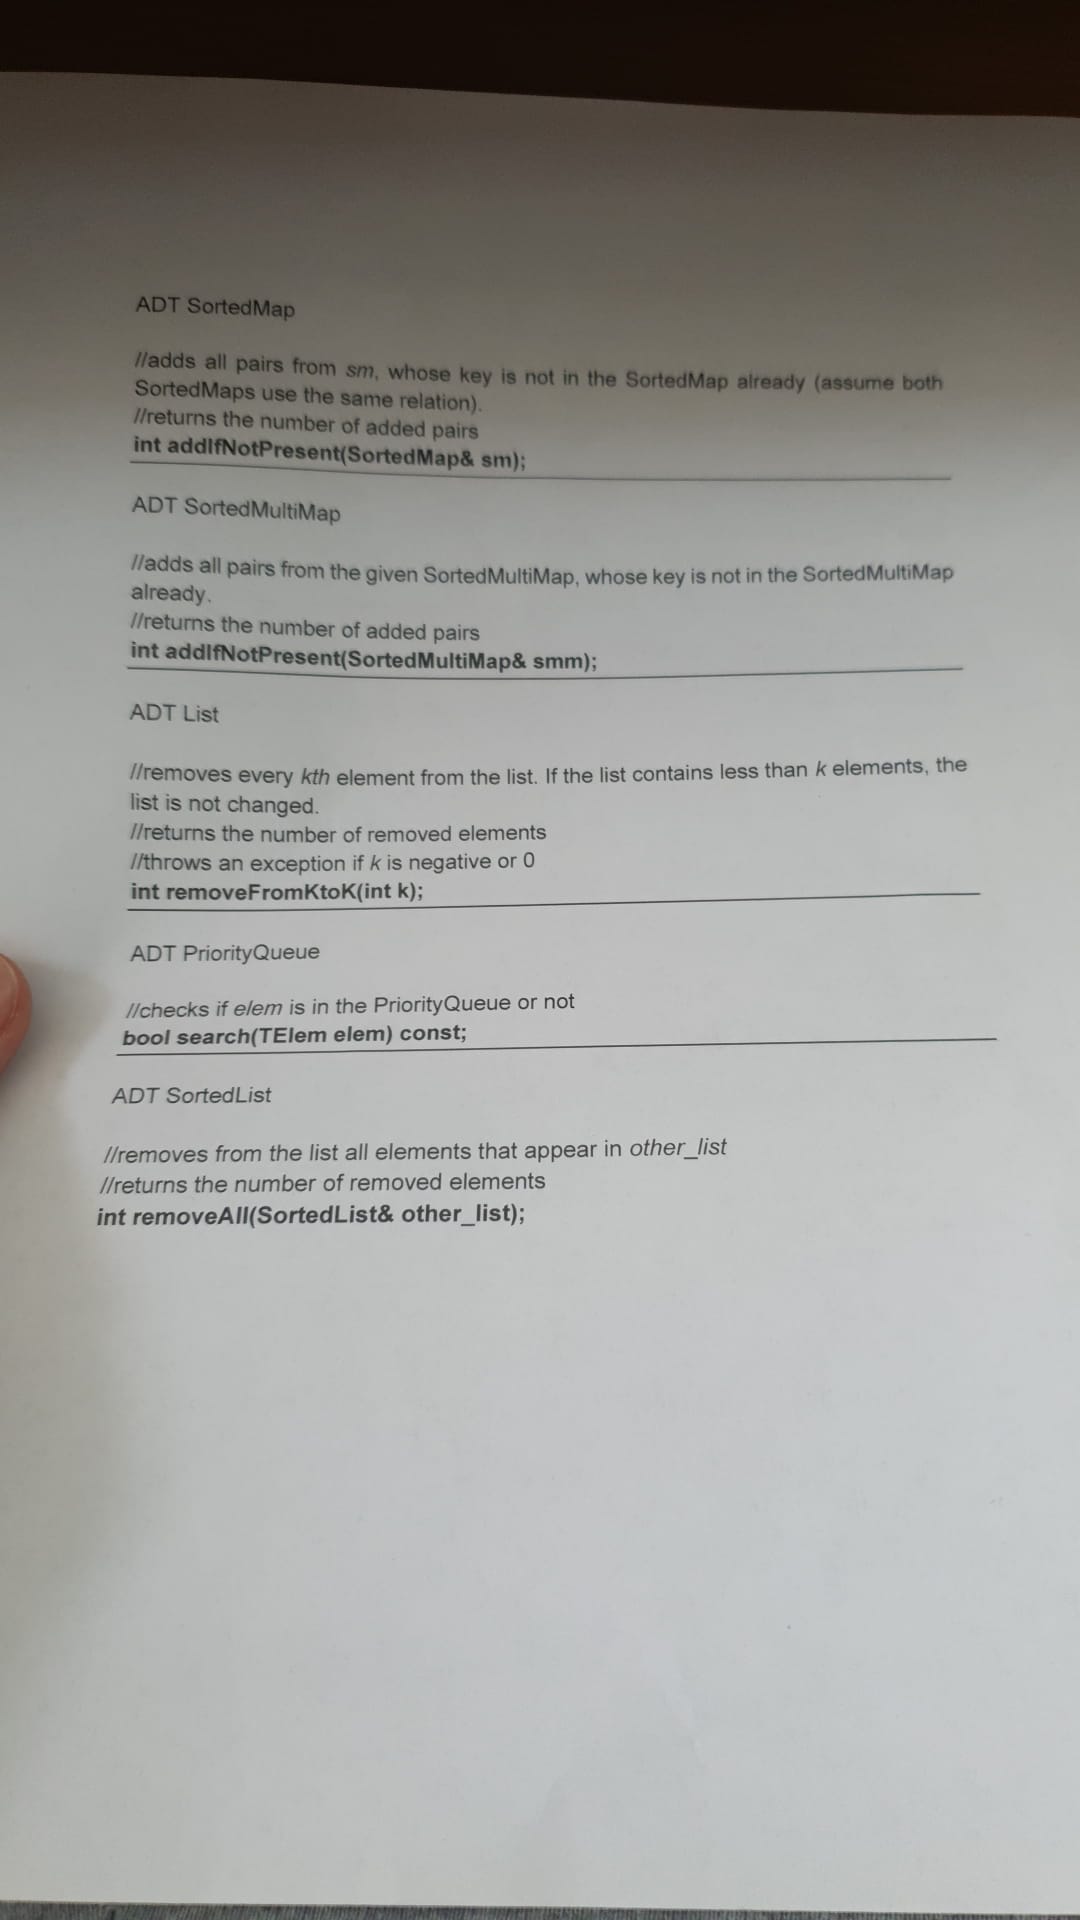 ADT SortedMap
//adds all pairs from sm, whose key is not in the SortedMap already (assume both
SortedMaps use the same relation).
//returns the number of added pairs
int addIfNotPresent(SortedMap& sm);
ADT SortedMultiMap
//adds all pairs from the given SortedMultiMap, whose key is not in the SortedMultiMap
already.
//returns the number of added pairs
int addIfNotPresent(SortedMultiMap& smm);
ADT List
//removes every kth element from the list. If the list contains less than k elements, the
list is not changed.
//returns the number of removed elements
//throws an exception if k is negative or 0
int removeFromKtoK(int k);
ADT PriorityQueue
//checks if elem is in the PriorityQueue or not
bool search(TElem elem) const;
ADT SortedList
//removes from the list all elements that appear in other_list
//returns the number of removed elements
int removeAll(SortedList& other_list);